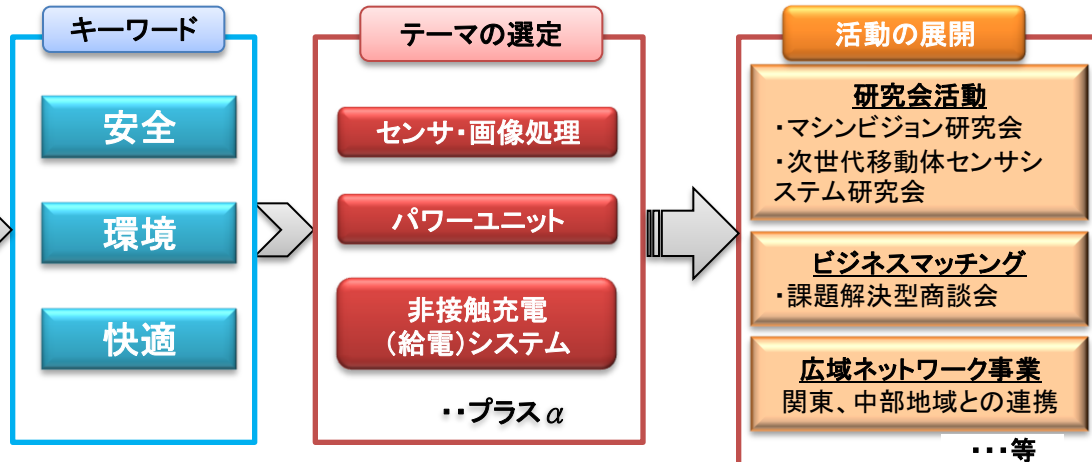 キーワード
安全
環境
快適
テーマの選定
センサ・画像処理
パワーユニット
非接触充電
(給電)システム
・・プラスα
活動の展開
研究会活動
・マシンビジョン研究会
・次世代移動体センサシ
ステム研究会
ビジネスマッチング
・課題解決型商談会
広域ネットワーク事業
関東、中部地域との連携
・・・等